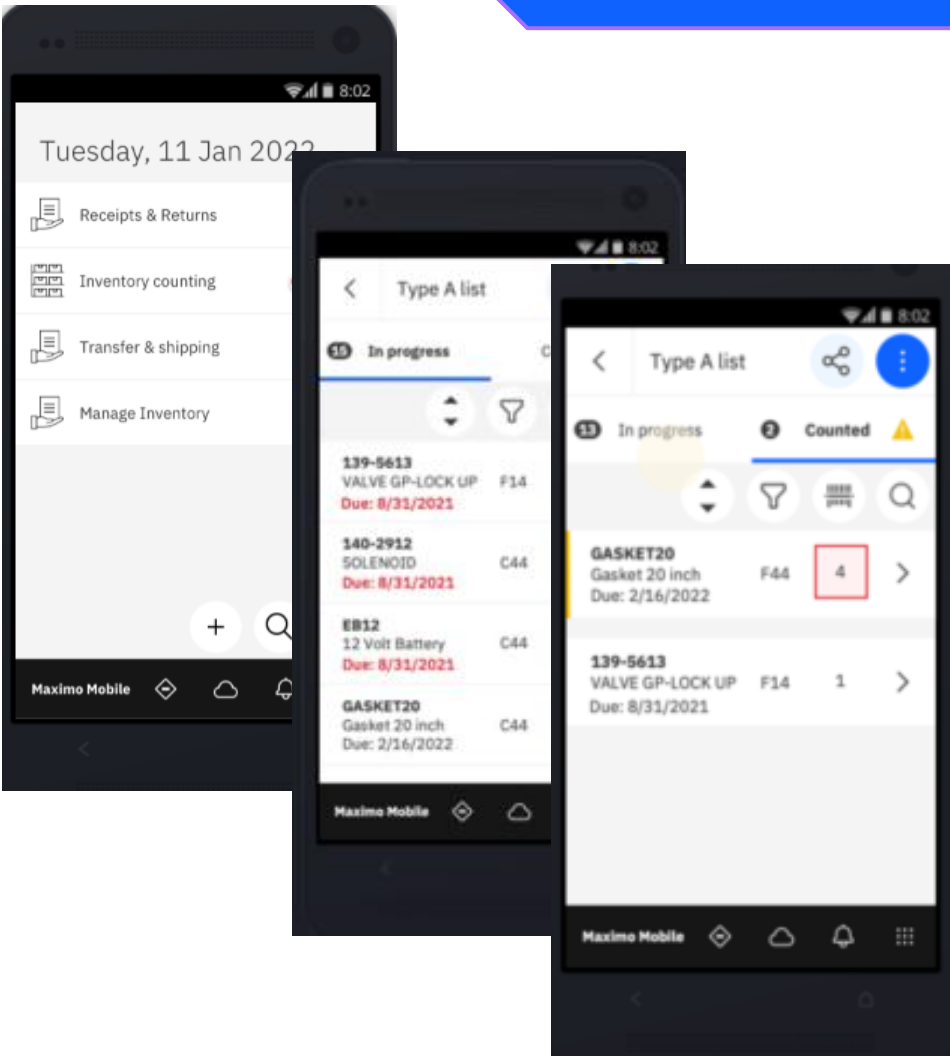 8:02
Tuesday, 11 Jan 2022
Receipts & Returns
Inventory counting
Transfer & shipping
Manage Inventory
Maximo Mobile
8:02
Type A list
15 In progress
C
139-5613
VALVE GP-LOCK UP F14
Due: 8/31/2021
140-2912
SOLENOID C44
Due: 8/31/2021
EB12
12 Volt Battery C44
Due: 8/31/2021
GASKET20
Gasket 20 inch C44
Due: 2/16/2022
Maximo Mobile
8:02
Type A list
13 In progress 2 Counted
GASKET20
Gasket 20 inch F44 4
Due: 2/16/2022
139-5613
VALVE GP-LOCK UP F14 1
Due: 8/31/2021
Maximo Mobile